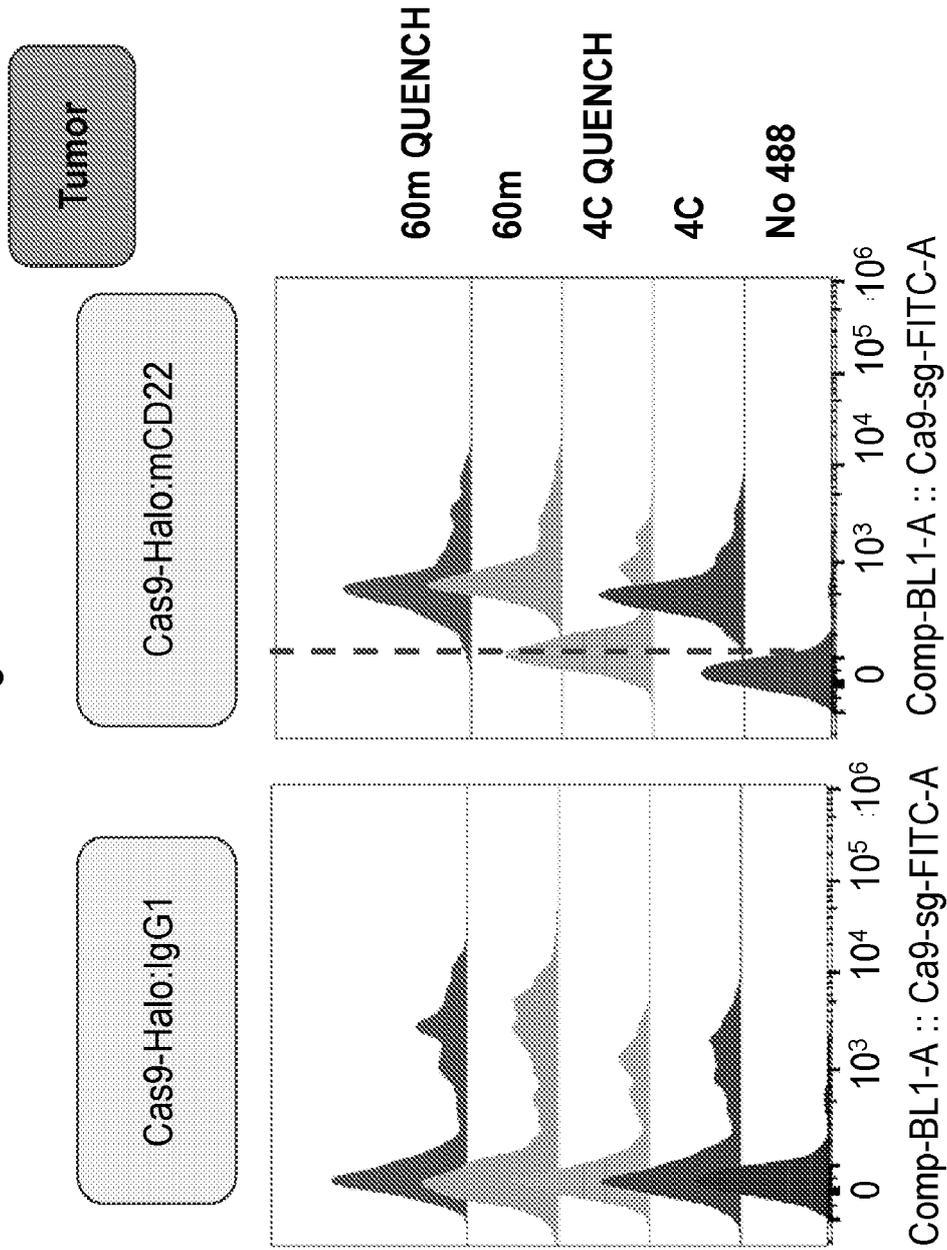 Tumor
Cas9-Halo:IgG1
Cas9-Halo:mCD22
60m QUENCH
60m
4C QUENCH
4C
No 488
0 10³ 10⁴ 10⁵ 10⁶
Comp-BL1-A :: Ca9-sg-FITC-A
0 10³ 10⁴ 10⁵ 10⁶
Comp-BL1-A :: Ca9-sg-FITC-A